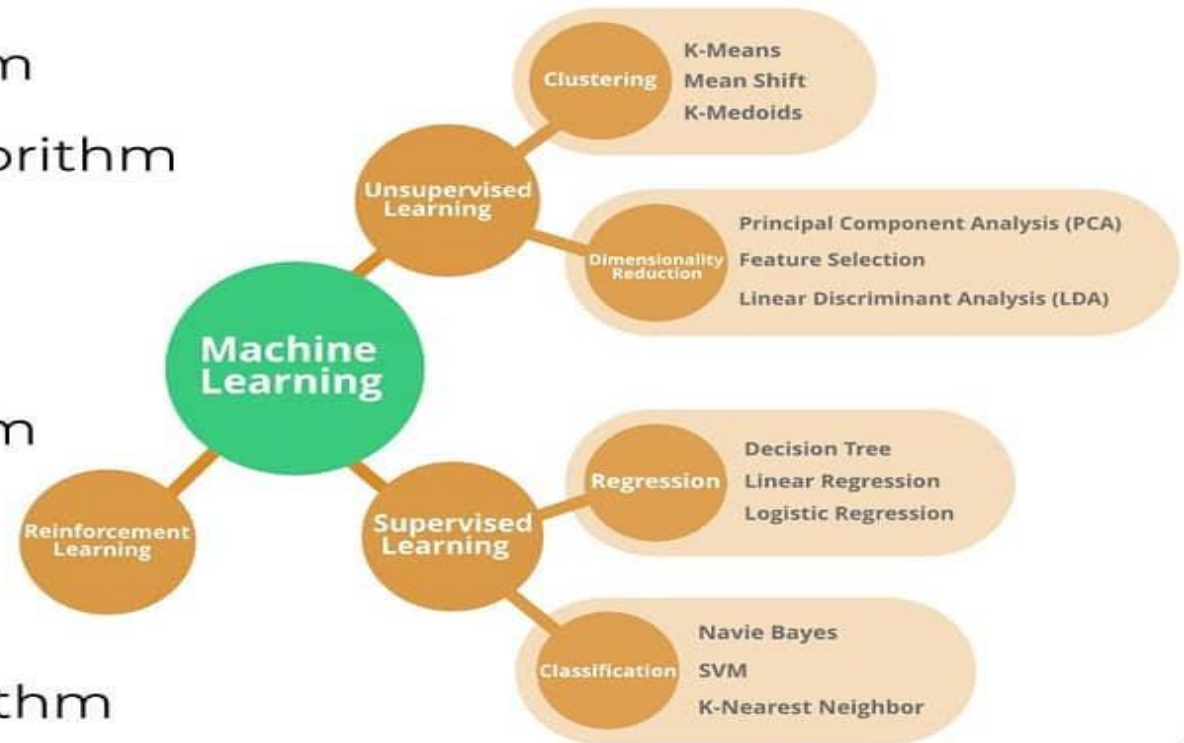 m
orithm
m
thm
Machine
Learning
Unsupervised
Learning
Clustering
K-Means
Mean Shift
K-Medoids
Dimensionality
Reduction
Principal Component Analysis (PCA)
Feature Selection
Linear Discriminant Analysis (LDA)
Supervised
Learning
Regression
Decision Tree
Linear Regression
Logistic Regression
Classification
Navie Bayes
SVM
K-Nearest Neighbor
Reinforcement
Learning